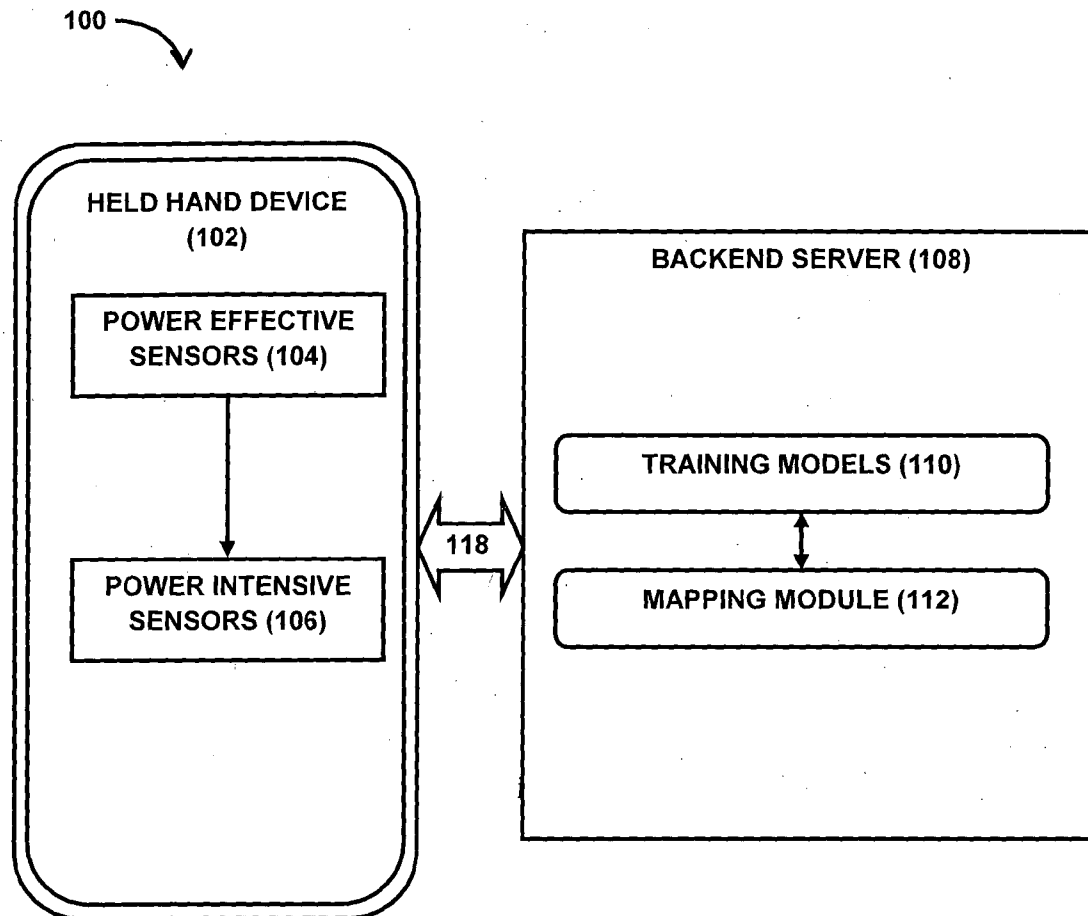 100
HELD HAND DEVICE
(102)
POWER EFFECTIVE
SENSORS (104)
POWER INTENSIVE
SENSORS (106)
118
BACKEND SERVER (108)
TRAINING MODELS (110)
MAPPING MODULE (112)